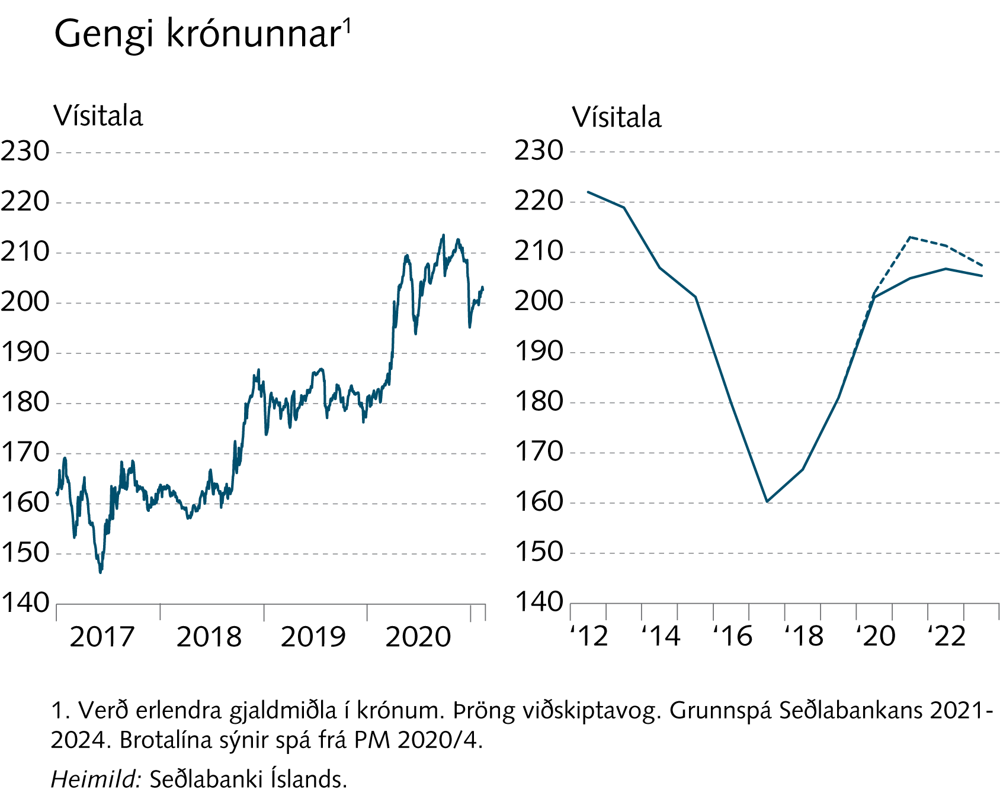 Gengi krónunnar¹
Vísitala
230
220
210
200
190
180
170
160
150
140
2017 2018 2019 2020
Vísitala
230
220
210
200
190
180
170
160
150
140
‘12 ‘14 ‘16 ‘18 ‘20 ‘22
1. Verð erlendra gjaldmiðla í krónum. Þröng viðskiptavog. Grunnspá Seðlabankans 2021-
2024. Brotalína sýnir spá frá PM 2020/4.
Heimild: Seðlabanki Íslands.